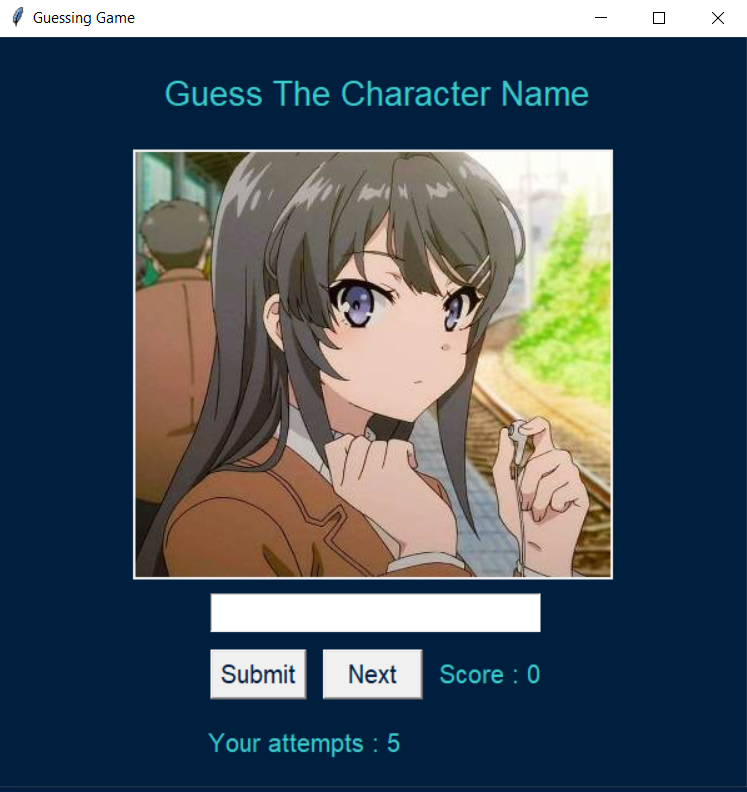 Guessing Game
Guess The Character Name
Submit Next Score : 0
Your attempts : 5